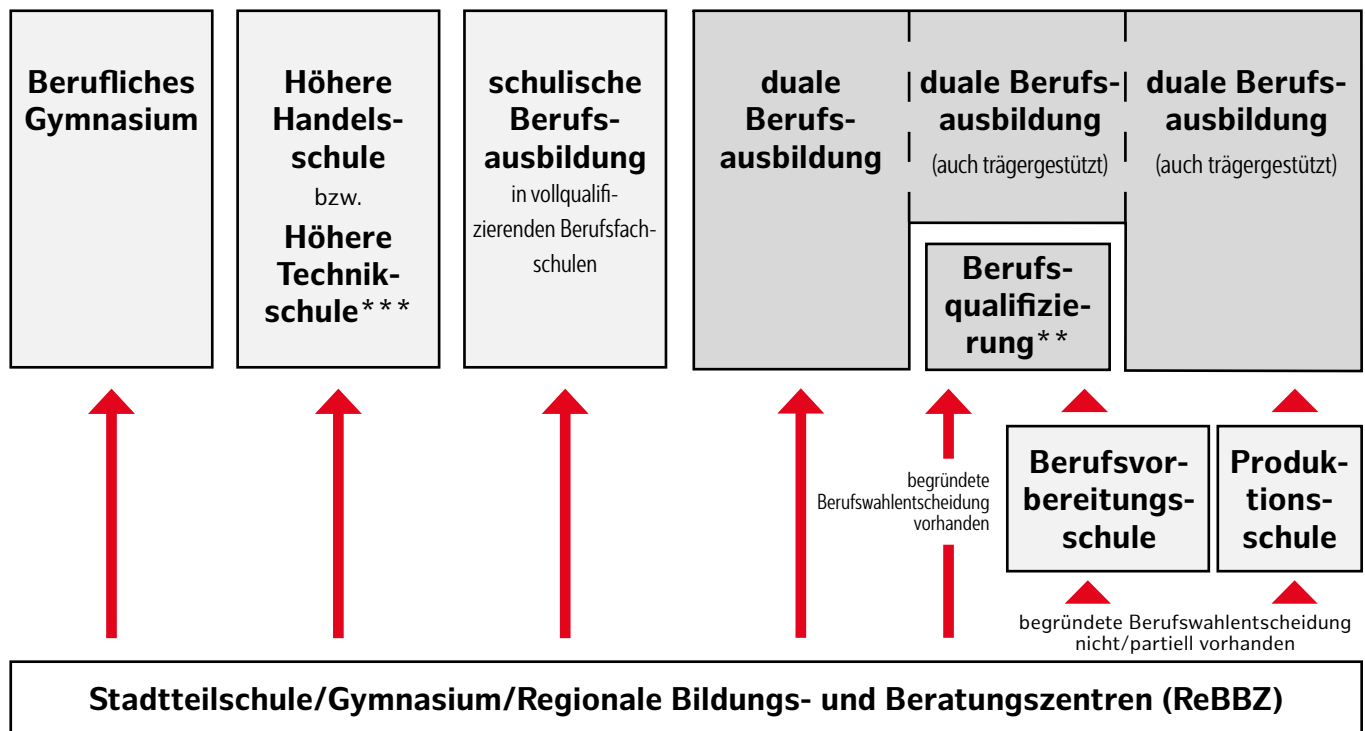 Berufliches
Gymnasium
Höhere
Handels-
schule
bzw.
Höhere
Technik-
schule***
schulische
Berufs-
ausbildung
in vollqualifi-
zierenden Berufsfach-
schulen
duale
Berufs-
ausbildung
duale Berufs-
ausbildung
(auch trägergestützt)
duale Berufs-
ausbildung
(auch trägergestützt)
Berufs-
qualifizie-
rung**
begründete
Berufswahlentscheidung
vorhanden
Berufsvor-
bereitungs-
schule
Produk-
tions-
schule
begründete Berufswahlentscheidung
nicht/partiell vorhanden
Stadtteilschule/Gymnasium/Regionale Bildungs- und Beratungszentren (ReBBZ)